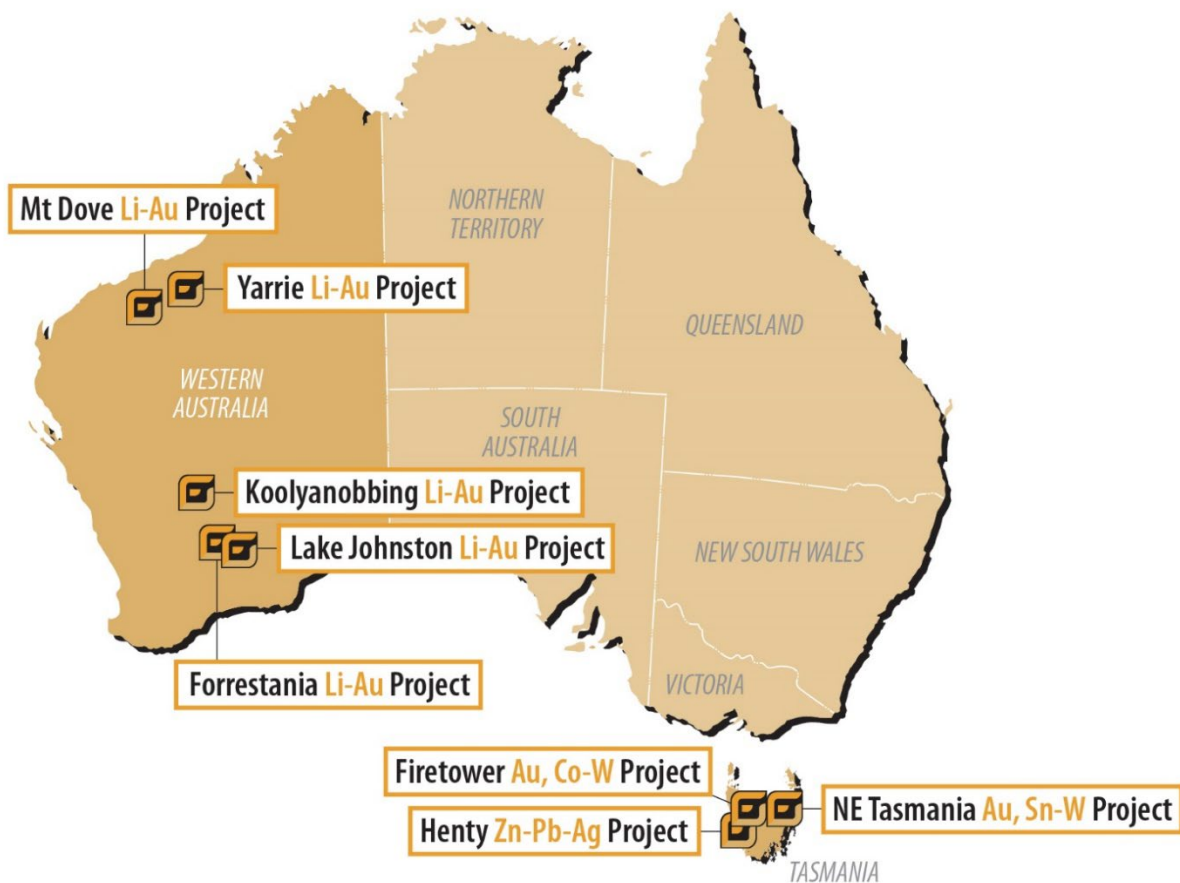 NORTHERN
TERRITORY
Mt Dove Li-Au Project
Yarrie Li-Au Project
QUEENSLAND
WESTERN
AUSTRALIA
SOUTH
AUSTRALIA
Koolyanobbing Li-Au Project
Lake Johnston Li-Au Project
NEW SOUTH WALES
Forrestania Li-Au Project
VICTORIA
Firetower Au, Co-W Project
NE Tasmania Au, Sn-W Project
Henty Zn-Pb-Ag Project
TASMANIA